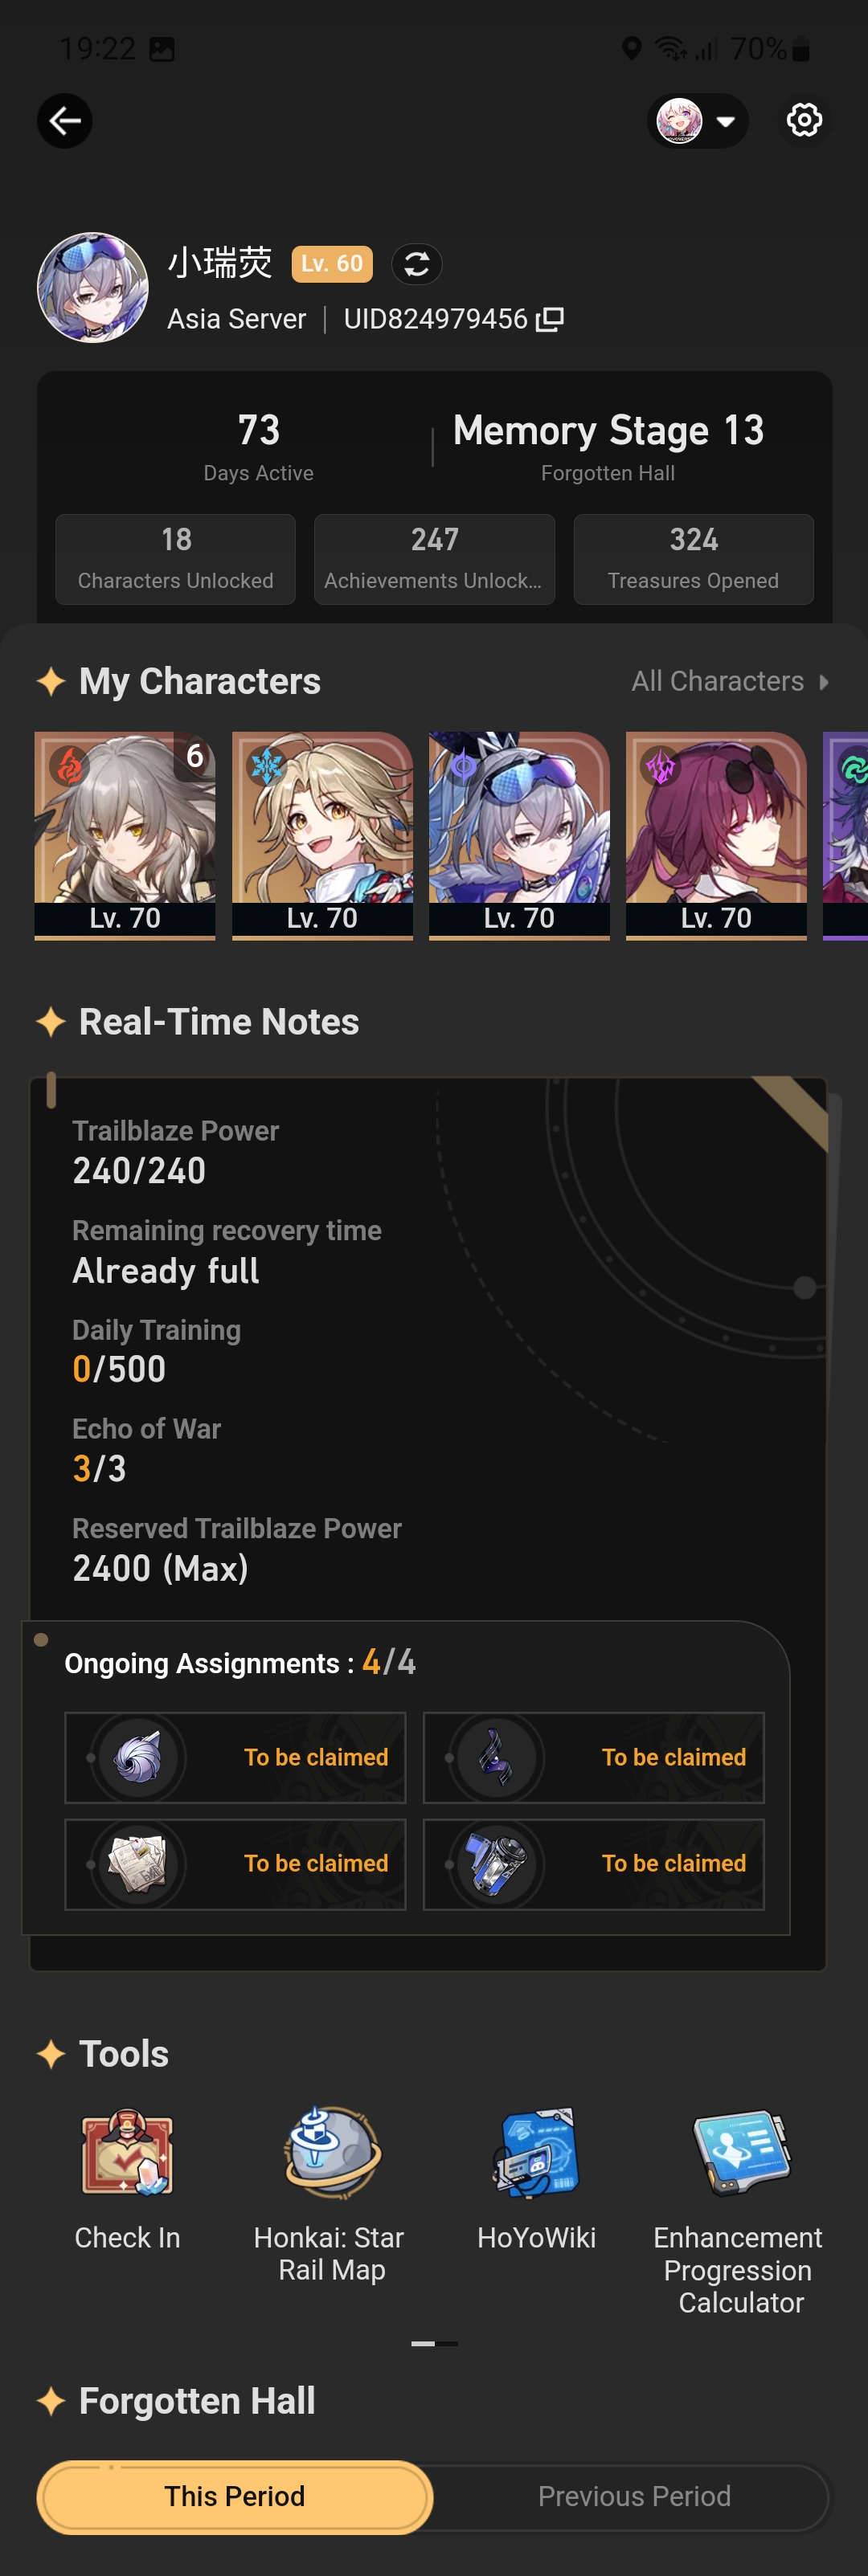 19:22
70%
小瑞荧
Lv. 60
Asia Server | UID824979456
73
Days Active
Memory Stage 13
Forgotten Hall
18
Characters Unlocked
247
Achievements Unlock...
324
Treasures Opened
My Characters
All Characters
6
Lv. 70
Lv. 70
Lv. 70
Lv. 70
Real-Time Notes
Trailblaze Power
240/240
Remaining recovery time
Already full
Daily Training
0/500
Echo of War
3/3
Reserved Trailblaze Power
2400 (Max)
Ongoing Assignments : 4/4
To be claimed
To be claimed
To be claimed
To be claimed
Tools
Check In
Honkai: Star
Rail Map
HoYoWiki
Enhancement
Progression
Calculator
Forgotten Hall
This Period
Previous Period